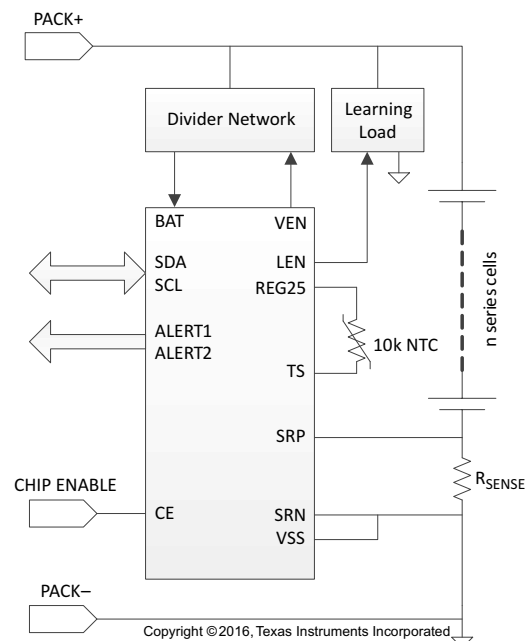 PACK+
Divider Network
Learning
Load
BAT
VEN
SDA
SCL
LEN
REG25
ALERT1
ALERT2
10k NTC
TS
n series cells
SRP
RSENSE
CHIP ENABLE
CE
SRN
VSS
PACK–
Copyright © 2016, Texas Instruments Incorporated